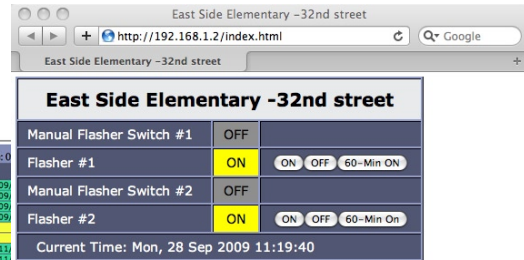 East Side Elementary -32nd street
http://192.168.1.2/index.html
Google
East Side Elementary -32nd street
East Side Elementary -32nd street
Manual Flasher Switch #1 OFF
Flasher #1 ON ON OFF 60-Min ON
Manual Flasher Switch #2 OFF
Flasher #2 ON ON OFF 60-Min On
Current Time: Mon, 28 Sep 2009 11:19:40